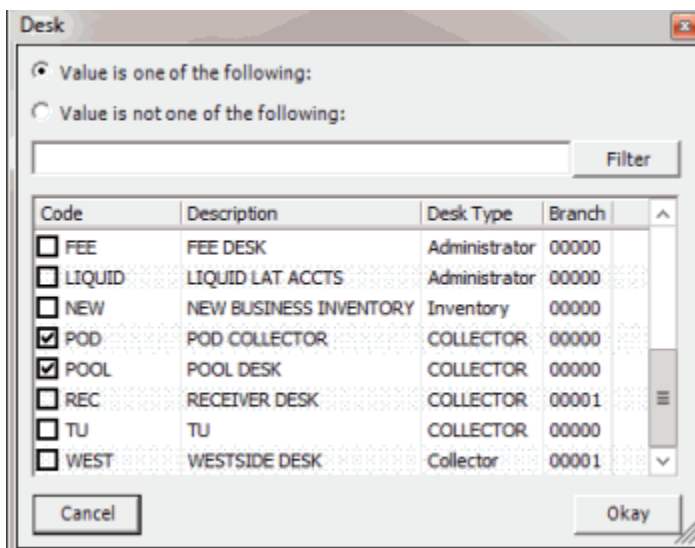 Desk
Value is one of the following:
Value is not one of the following:
Filter
Code Description Desk Type Branch
FEE FEE DESK Administrator 00000
LIQUID LIQUID LAT ACCTS Administrator 00000
NEW NEW BUSINESS INVENTORY Inventory 00000
POD POD COLLECTOR COLLECTOR 00000
POOL POOL DESK COLLECTOR 00000
REC RECEIVER DESK COLLECTOR 00001
TU TU COLLECTOR 00000
WEST WESTSIDE DESK Collector 00001
Cancel Okay